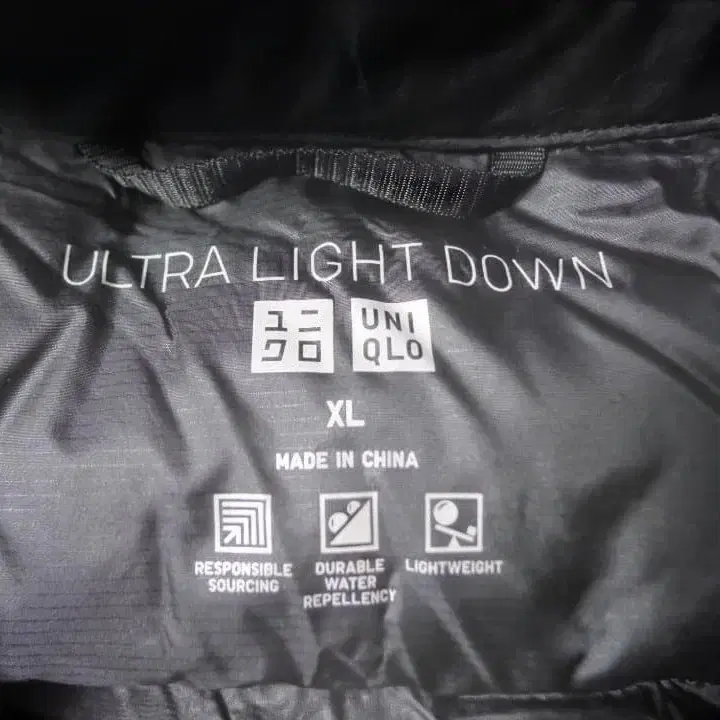 ULTRA LIGHT DOWN
ユニ
クロ
UNI
QLO
XL
MADE IN CHINA
RESPONSIBLE
SOURCING
DURABLE
WATER
REPELLENCY
LIGHTWEIGHT